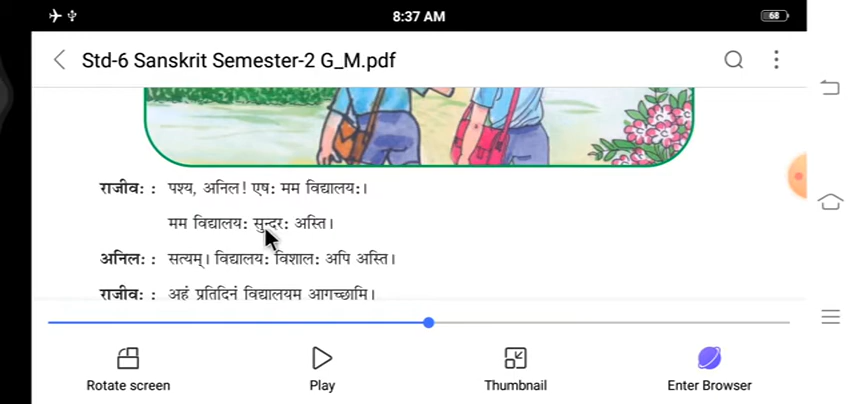 8:37 AM
68
Std-6 Sanskrit Semester-2 G_M.pdf
राजीव: : पश्य, अनिल! एष: मम विद्यालय:।
मम विद्यालय: सुन्दर: अस्ति।
अनिल: : सत्यम्। विद्यालय: विशाल: अपि अस्ति।
राजीव: : अहं प्रतिदिनं विद्यालयम आगच्छामि।
Rotate screen Play Thumbnail Enter Browser